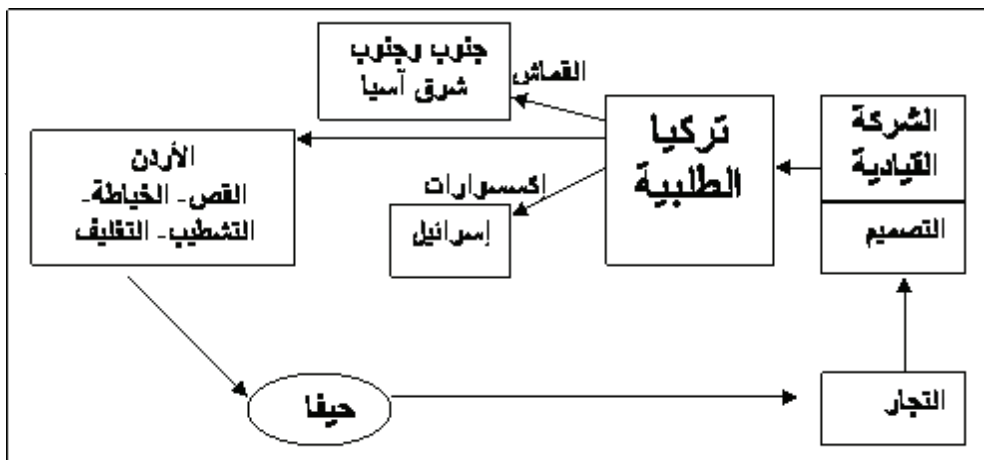 جنوب وجنوب
شرق آسيا
القماش
الشركة
القيادية
التصميم
تركيا
الطلبية
الأردن
القص- الخياطة-
التشطيب- التغليف
اكسسوارات
إسرائيل
حيفا
التجار